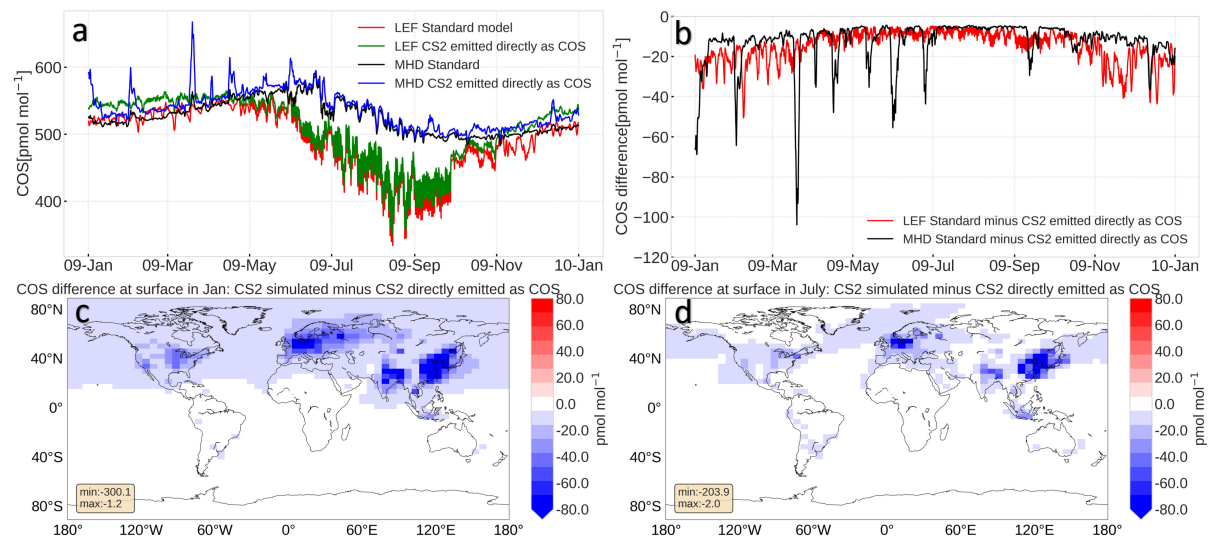 a
LEF Standard model
LEF CS2 emitted directly as COS
MHD Standard
MHD CS2 emitted directly as COS
COS[pmol mol⁻¹]
600
500
400
09-Jan 09-Mar 09-May 09-Jul 09-Sep 09-Nov 10-Jan
b
COS difference[pmol mol⁻¹]
0
−20
−40
−60
−80
−100
−120
LEF Standard minus CS2 emitted directly as COS
MHD Standard minus CS2 emitted directly as COS
09-Jan 09-Mar 09-May 09-Jul 09-Sep 09-Nov 10-Jan
COS difference at surface in Jan: CS2 simulated minus CS2 directly emitted as COS
c
80°N
40°N
0°
40°S
80°S
min:-300.1
max:-1.2
180° 120°W 60°W 0° 60°E 120°E 180°
80.0
60.0
40.0
20.0
0.0
-20.0
-40.0
-60.0
-80.0
pmol mol⁻¹
COS difference at surface in July: CS2 simulated minus CS2 directly emitted as COS
d
80°N
40°N
0°
40°S
80°S
min:-203.9
max:-2.0
180° 120°W 60°W 0° 60°E 120°E 180°
80.0
60.0
40.0
20.0
0.0
-20.0
-40.0
-60.0
-80.0
pmol mol⁻¹